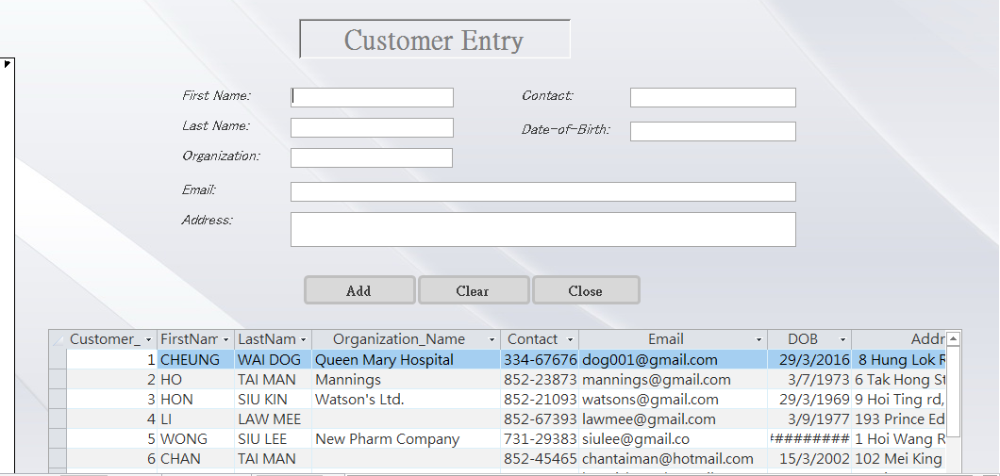 Customer Entry
First Name: Contact:
Last Name: Date-of-Birth:
Organization:
Email:
Address:
Add Clear Close
Customer_ FirstNam LastNam Organization_Name Contact Email DOB Addr
1 CHEUNG WAI DOG Queen Mary Hospital 334-67676 dog001@gmail.com 29/3/2016 8 Hung Lok R
2 HO TAI MAN Mannings 852-23873 mannings@gmail.com 3/7/1973 6 Tak Hong St
3 HON SIU KIN Watson's Ltd. 852-21093 watsons@gmail.com 29/3/1969 9 Hoi Ting rd,
4 LI LAW MEE 852-67393 lawmee@gmail.com 3/9/1977 193 Prince Ed
5 WONG SIU LEE New Pharm Company 731-29383 siulee@gmail.co ########## 1 Hoi Wang R
6 CHAN TAI MAN 852-45465 chantaiman@hotmail.com 15/3/2002 102 Mei King